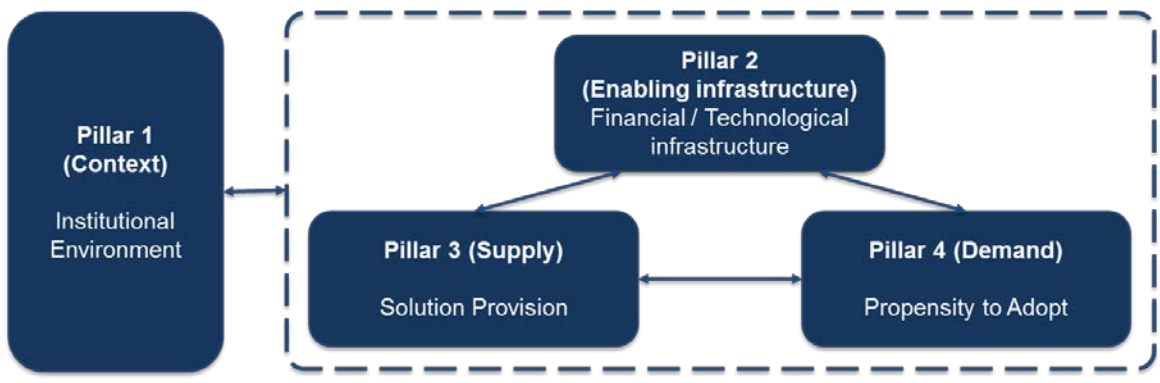 Pillar 1
(Context)
Institutional
Environment
Pillar 2
(Enabling infrastructure)
Financial / Technological
infrastructure
Pillar 3 (Supply)
Solution Provision
Pillar 4 (Demand)
Propensity to Adopt